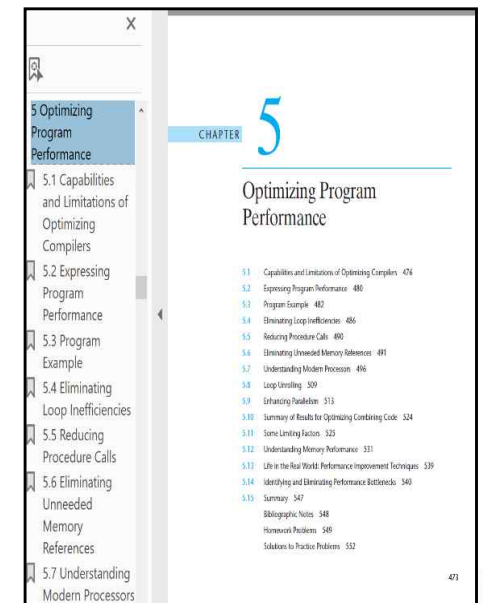 X
5 Optimizing
Program
Performance
5.1 Capabilities
and Limitations of
Optimizing
Compilers
5.2 Expressing
Program
Performance
5.3 Program
Example
5.4 Eliminating
Loop Inefficiencies
5.5 Reducing
Procedure Calls
5.6 Eliminating
Unneeded
Memory
References
5.7 Understanding
Modern Processors
CHAPTER 5
Optimizing Program
Performance
5.1 Capabilities and Limitations of Optimizing Compilers 476
5.2 Expressing Program Performance 480
5.3 Program Example 482
5.4 Eliminating Loop Inefficiencies 486
5.5 Reducing Procedure Calls 490
5.6 Eliminating Unneeded Memory References 491
5.7 Understanding Modern Processors 496
5.8 Loop Unrolling 509
5.9 Enhancing Parallelism 513
5.10 Summary of Results for Optimizing Combining Code 524
5.11 Some Limiting Factors 525
5.12 Understanding Memory Performance 531
5.13 Life in the Real World: Performance Improvement Techniques 539
5.14 Identifying and Eliminating Performance Bottlenecks 540
5.15 Summary 547
Bibliographic Notes 548
Homework Problems 549
Solutions to Practice Problems 552
473